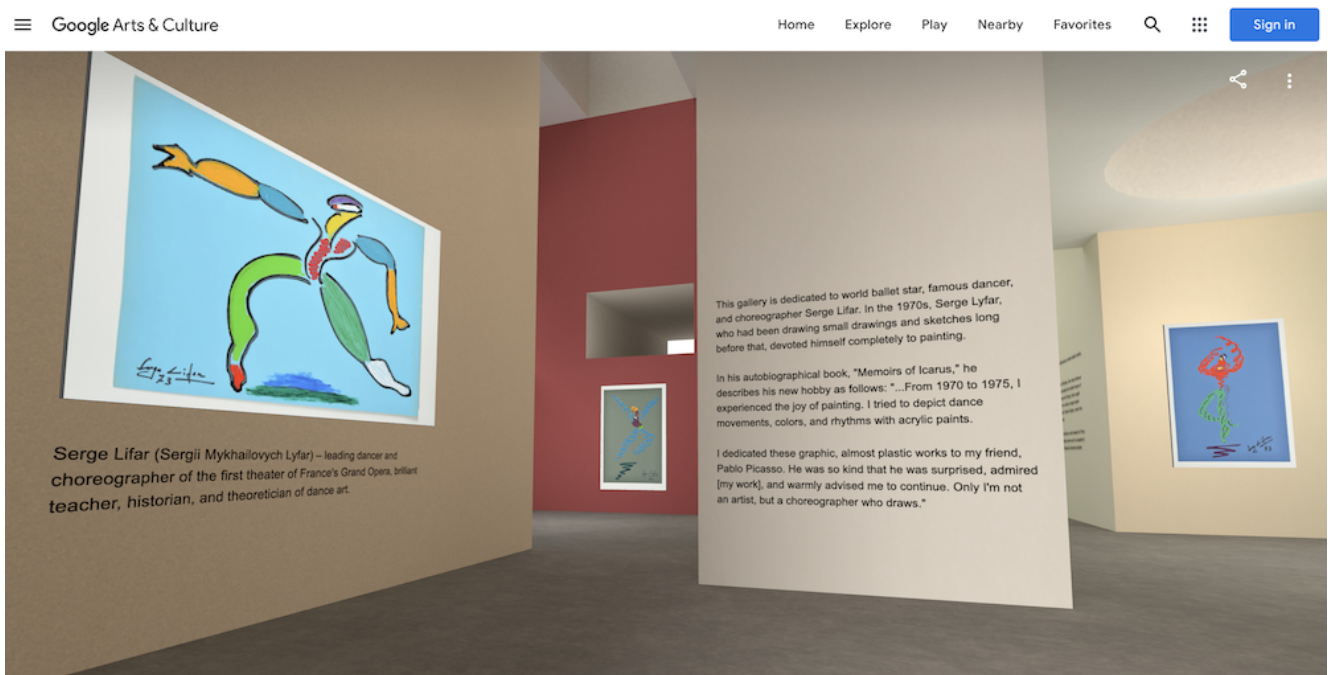 Google Arts & Culture
Home Explore Play Nearby Favorites
Sign in
Serge Lifar
73
Serge Lifar (Sergii Mykhailovych Lyfar) – leading dancer and
choreographer of the first theater of France's Grand Opera, brilliant
teacher, historian, and theoretician of dance art.
This gallery is dedicated to world ballet star, famous dancer,
and choreographer Serge Lifar. In the 1970s, Serge Lyfar,
who had been drawing small drawings and sketches long
before that, devoted himself completely to painting.
In his autobiographical book, "Memoirs of Icarus," he
describes his new hobby as follows: "...From 1970 to 1975, I
experienced the joy of painting. I tried to depict dance
movements, colors, and rhythms with acrylic paints.
I dedicated these graphic, almost plastic works to my friend,
Pablo Picasso. He was so kind that he was surprised, admired
[my work], and warmly advised me to continue. Only I'm not
an artist, but a choreographer who draws."